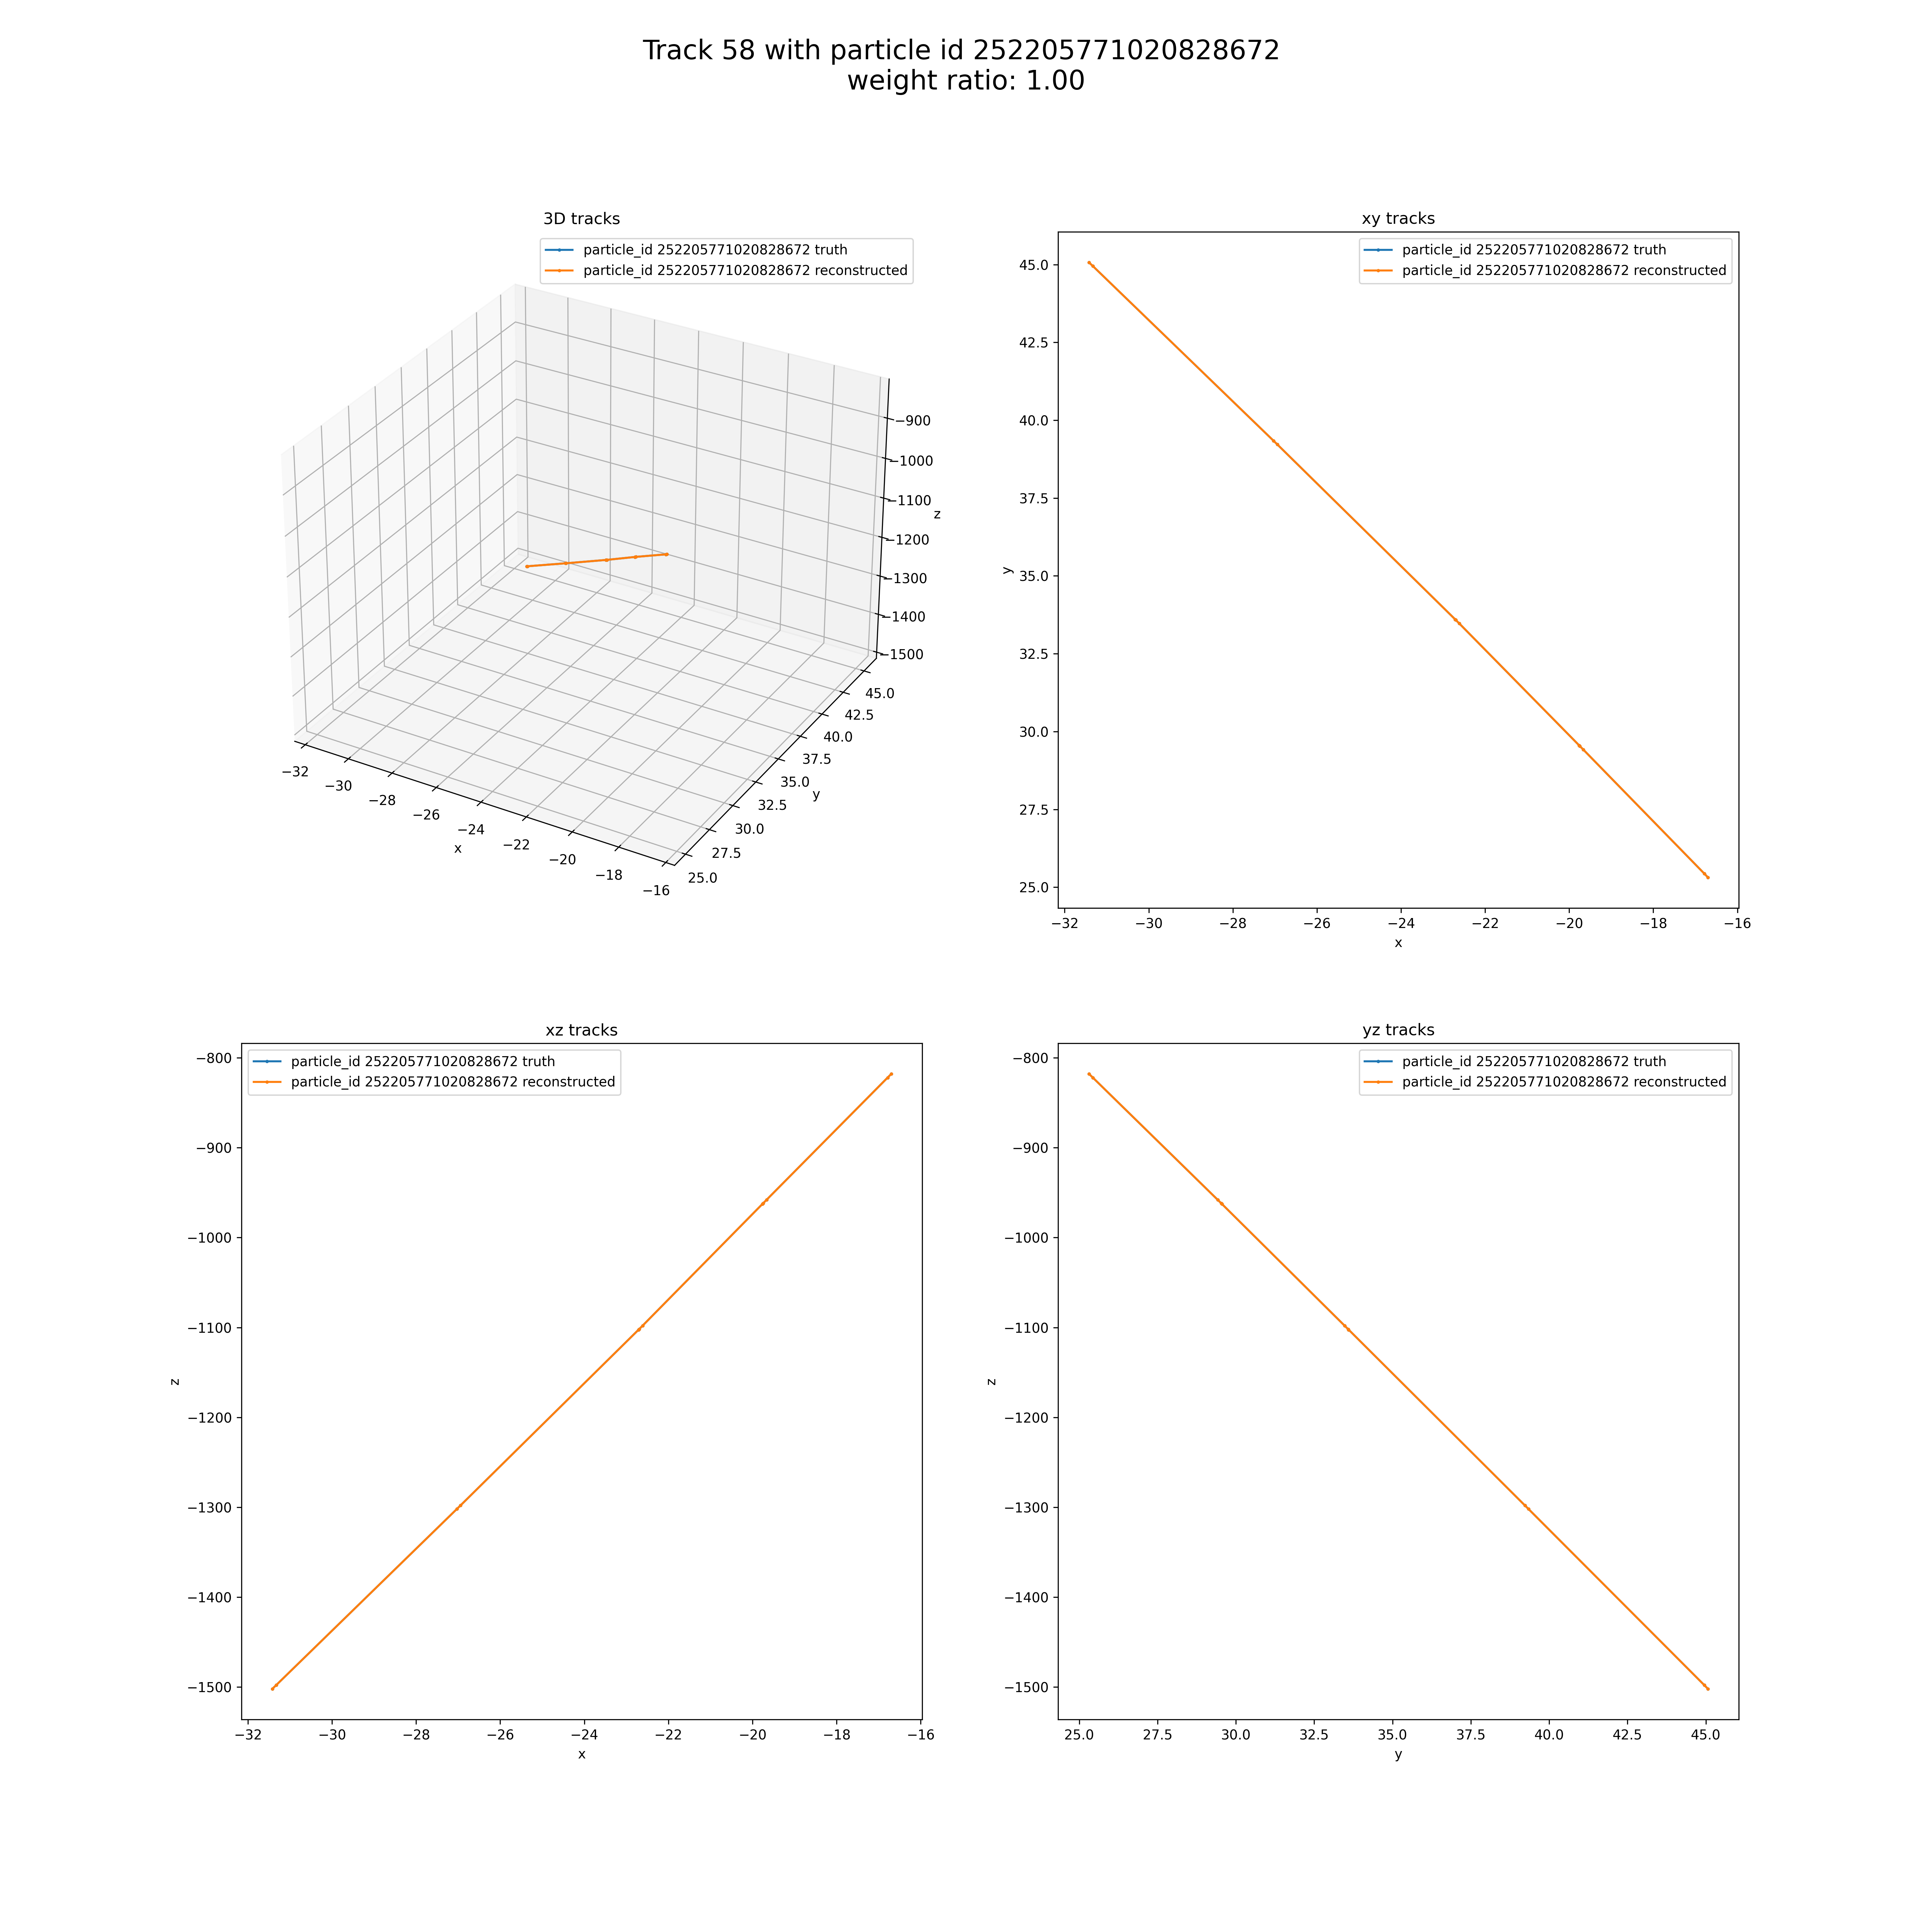 Track 58 with particle id 252205771020828672
weight ratio: 1.00
3D tracks
particle_id 252205771020828672 truth
particle_id 252205771020828672 reconstructed
−900
−1000
−1100
z
−1200
−1300
−1400
−1500
45.0
42.5
40.0
37.5
35.0
y
32.5
30.0
27.5
25.0
−32
−30
−28
−26
−24
x
−22
−20
−18
−16
xy tracks
particle_id 252205771020828672 truth
particle_id 252205771020828672 reconstructed
45.0
42.5
40.0
37.5
y
35.0
32.5
30.0
27.5
25.0
−32 −30 −28 −26 −24 −22 −20 −18 −16
x
xz tracks
particle_id 252205771020828672 truth
particle_id 252205771020828672 reconstructed
−800
−900
−1000
−1100
z
−1200
−1300
−1400
−1500
−32 −30 −28 −26 −24 −22 −20 −18 −16
x
yz tracks
particle_id 252205771020828672 truth
particle_id 252205771020828672 reconstructed
−800
−900
−1000
−1100
z
−1200
−1300
−1400
−1500
25.0 27.5 30.0 32.5 35.0 37.5 40.0 42.5 45.0
y